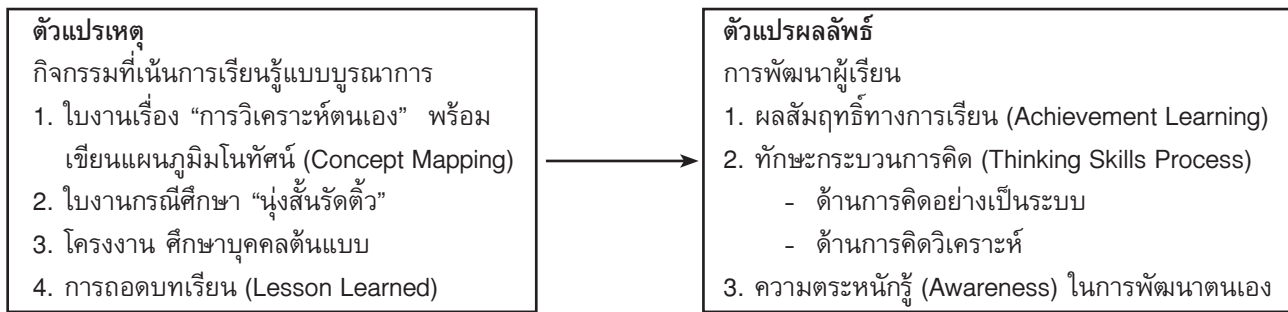 ตัวแปรเหตุ
กิจกรรมที่เน้นการเรียนรู้แบบบูรณาการ
1. ใบงานเรื่อง “การวิเคราะห์ตนเอง” พร้อม
เขียนแผนภูมิมโนทัศน์ (Concept Mapping)
2. ใบงานกรณีศึกษา “นุ่งสั้นรัดติ้ว”
3. โครงงาน ศึกษาบุคคลต้นแบบ
4. การถอดบทเรียน (Lesson Learned)
ตัวแปรผลลัพธ์
การพัฒนาผู้เรียน
1. ผลสัมฤทธิ์ทางการเรียน (Achievement Learning)
2. ทักษะกระบวนการคิด (Thinking Skills Process)
- ด้านการคิดอย่างเป็นระบบ
- ด้านการคิดวิเคราะห์
3. ความตระหนักรู้ (Awareness) ในการพัฒนาตนเอง